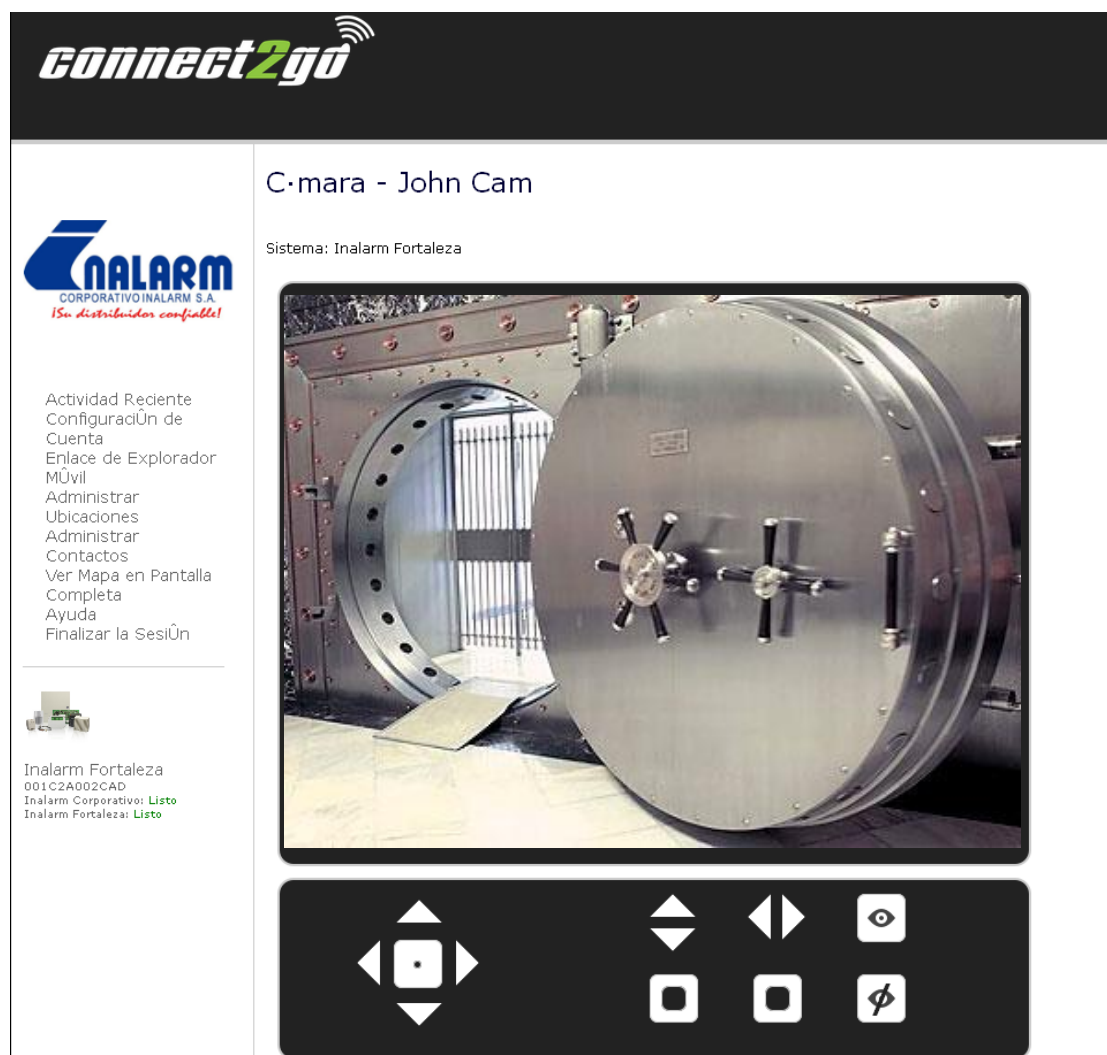 connect2go
C·mara - John Cam
Sistema: Inalarm Fortaleza
INALARM
CORPORATIVO INALARM S.A.
¡Su distribuidor confiable!
Actividad Reciente
ConfiguraciÛn de
Cuenta
Enlace de Explorador
MÛvil
Administrar
Ubicaciones
Administrar
Contactos
Ver Mapa en Pantalla
Completa
Ayuda
Finalizar la SesiÛn
Inalarm Fortaleza
001C2A002CAD
Inalarm Corporativo: Listo
Inalarm Fortaleza: Listo